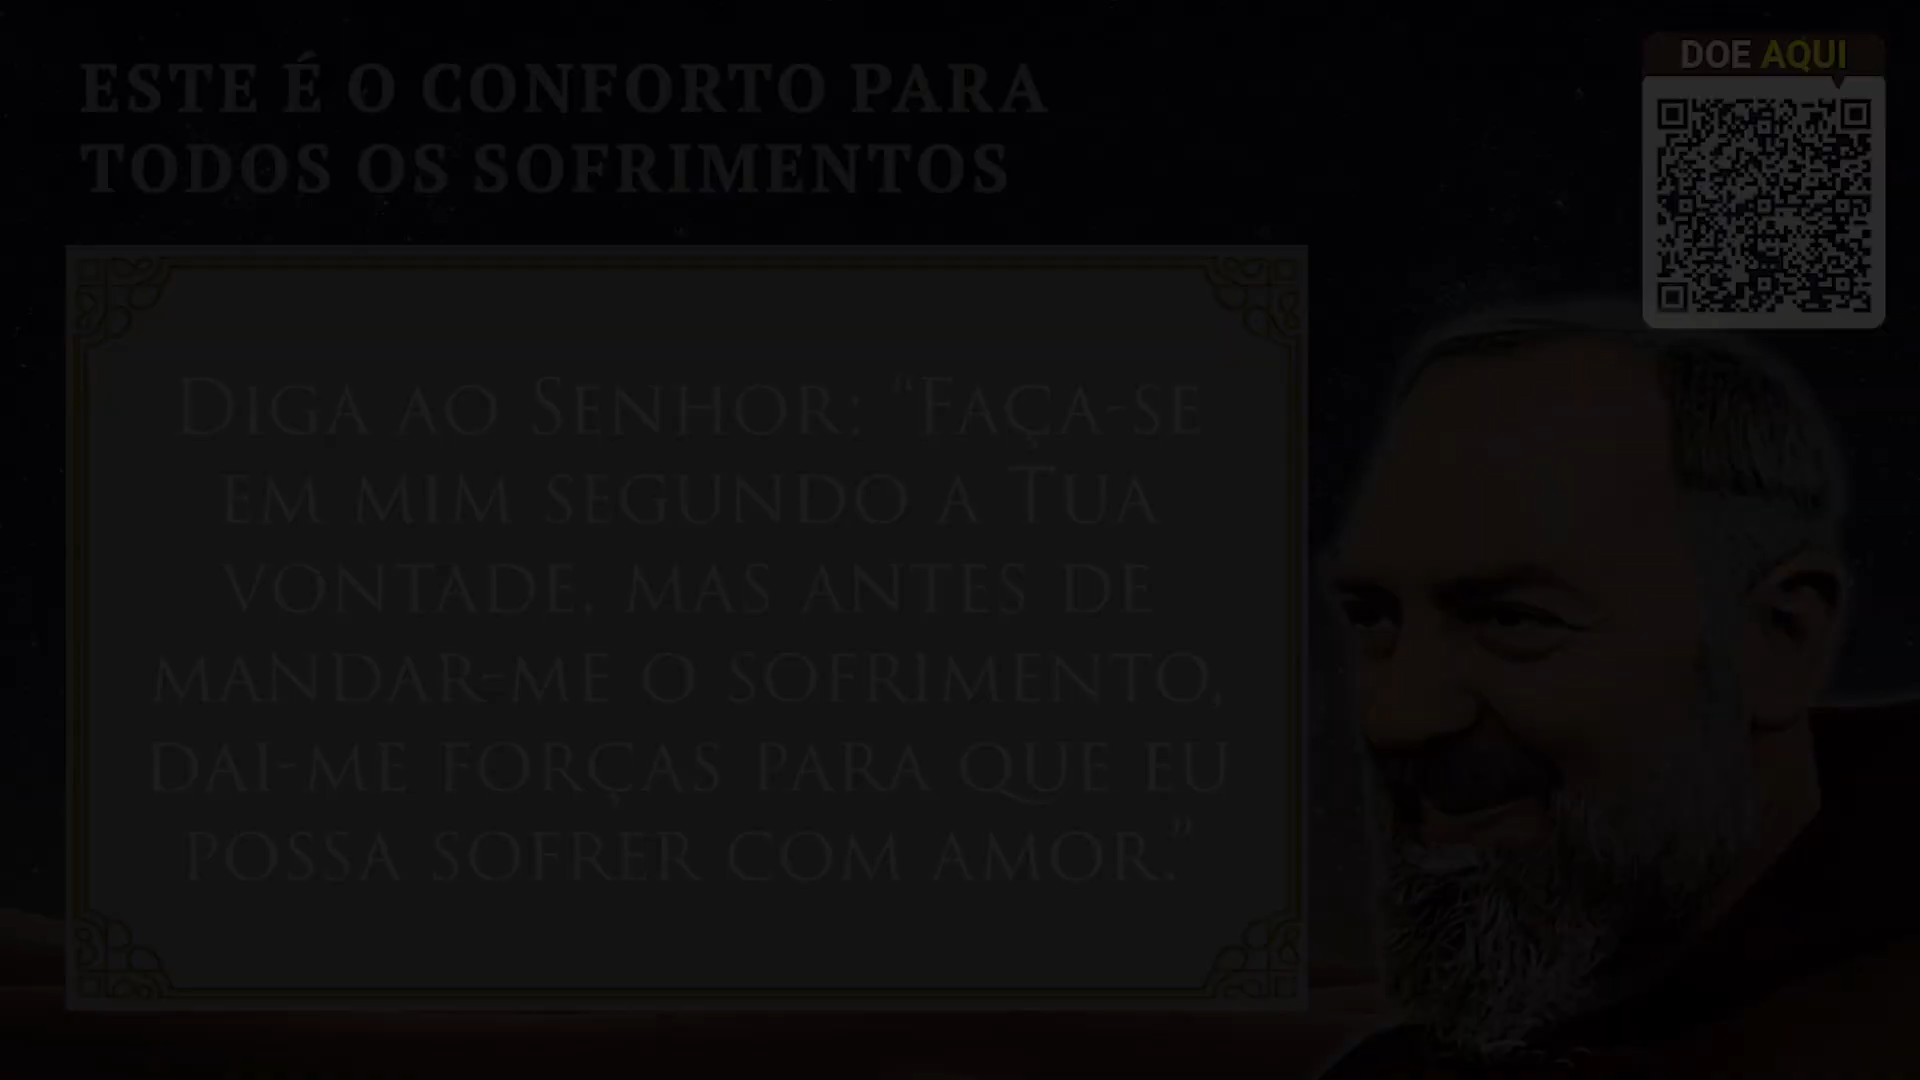 ESTE É O CONFORTO PARA
TODOS OS SOFRIMENTOS
DOE AQUI
DIGA AO SENHOR: “FAÇA-SE
EM MIM SEGUNDO A TUA
VONTADE, MAS ANTES DE
MANDAR-ME O SOFRIMENTO,
DAI-ME FORÇAS PARA QUE EU
POSSA SOFRER COM AMOR.”